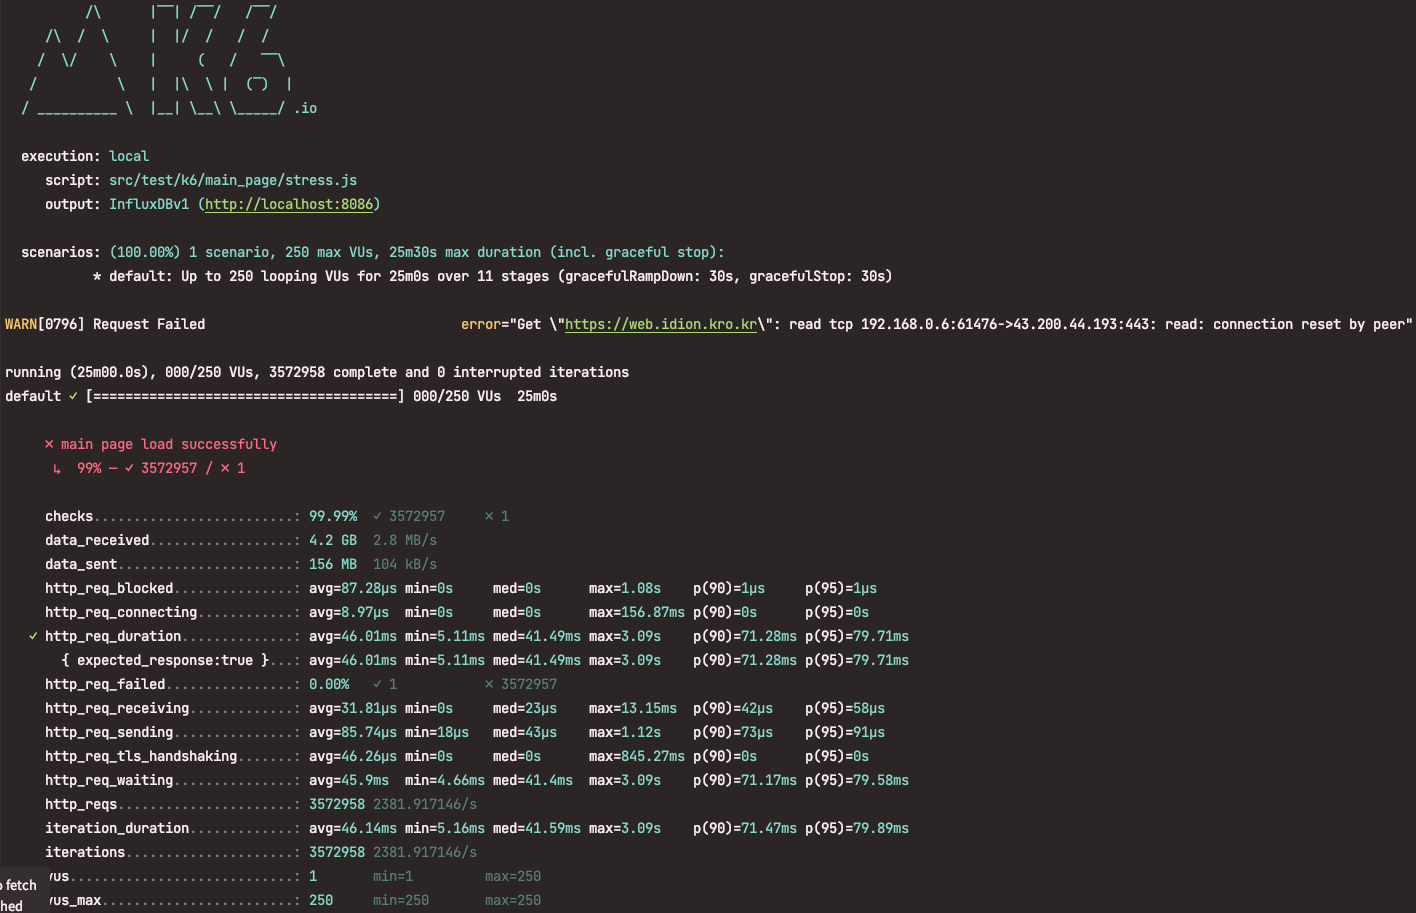 /\      |‾‾| /‾‾/   /‾‾/
/\  /  \     |  |/  /   /  /
/  \/    \    |     (   /   ‾‾\
/          \   |  |\  \ |  (‾)  |
/ __________ \  |__| \__\ \_____/ .io
execution: local
script: src/test/k6/main_page/stress.js
output: InfluxDBv1 (http://localhost:8086)
scenarios: (100.00%) 1 scenario, 250 max VUs, 25m30s max duration (incl. graceful stop):
* default: Up to 250 looping VUs for 25m0s over 11 stages (gracefulRampDown: 30s, gracefulStop: 30s)
WARN[0796] Request Failed                                error="Get \"https://web.idion.kro.kr\": read tcp 192.168.0.6:61476->43.200.44.193:443: read: connection reset by peer"
running (25m00.0s), 000/250 VUs, 3572958 complete and 0 interrupted iterations
default ✓ [======================================] 000/250 VUs  25m0s
✗ main page load successfully
↳  99% — ✓ 3572957 / ✗ 1
checks.........................: 99.99%  ✓ 3572957     ✗ 1
data_received..................: 4.2 GB  2.8 MB/s
data_sent......................: 156 MB  104 kB/s
http_req_blocked...............: avg=87.28µs min=0s     med=0s      max=1.08s    p(90)=1µs     p(95)=1µs
http_req_connecting............: avg=8.97µs  min=0s     med=0s      max=156.87ms p(90)=0s      p(95)=0s
✓ http_req_duration..............: avg=46.01ms min=5.11ms med=41.49ms max=3.09s    p(90)=71.28ms p(95)=79.71ms
{ expected_response:true }...: avg=46.01ms min=5.11ms med=41.49ms max=3.09s    p(90)=71.28ms p(95)=79.71ms
http_req_failed................: 0.00%   ✓ 1           ✗ 3572957
http_req_receiving.............: avg=31.81µs min=0s     med=23µs    max=13.15ms  p(90)=42µs    p(95)=58µs
http_req_sending...............: avg=85.74µs min=18µs   med=43µs    max=1.12s    p(90)=73µs    p(95)=91µs
http_req_tls_handshaking.......: avg=46.26µs min=0s     med=0s      max=845.27ms p(90)=0s      p(95)=0s
http_req_waiting...............: avg=45.9ms  min=4.66ms med=41.4ms  max=3.09s    p(90)=71.17ms p(95)=79.58ms
http_reqs......................: 3572958 2381.917146/s
iteration_duration.............: avg=46.14ms min=5.16ms med=41.59ms max=3.09s    p(90)=71.47ms p(95)=79.89ms
iterations.....................: 3572958 2381.917146/s
vus............................: 1       min=1         max=250
vus_max........................: 250     min=250       max=250
o fetch
hed